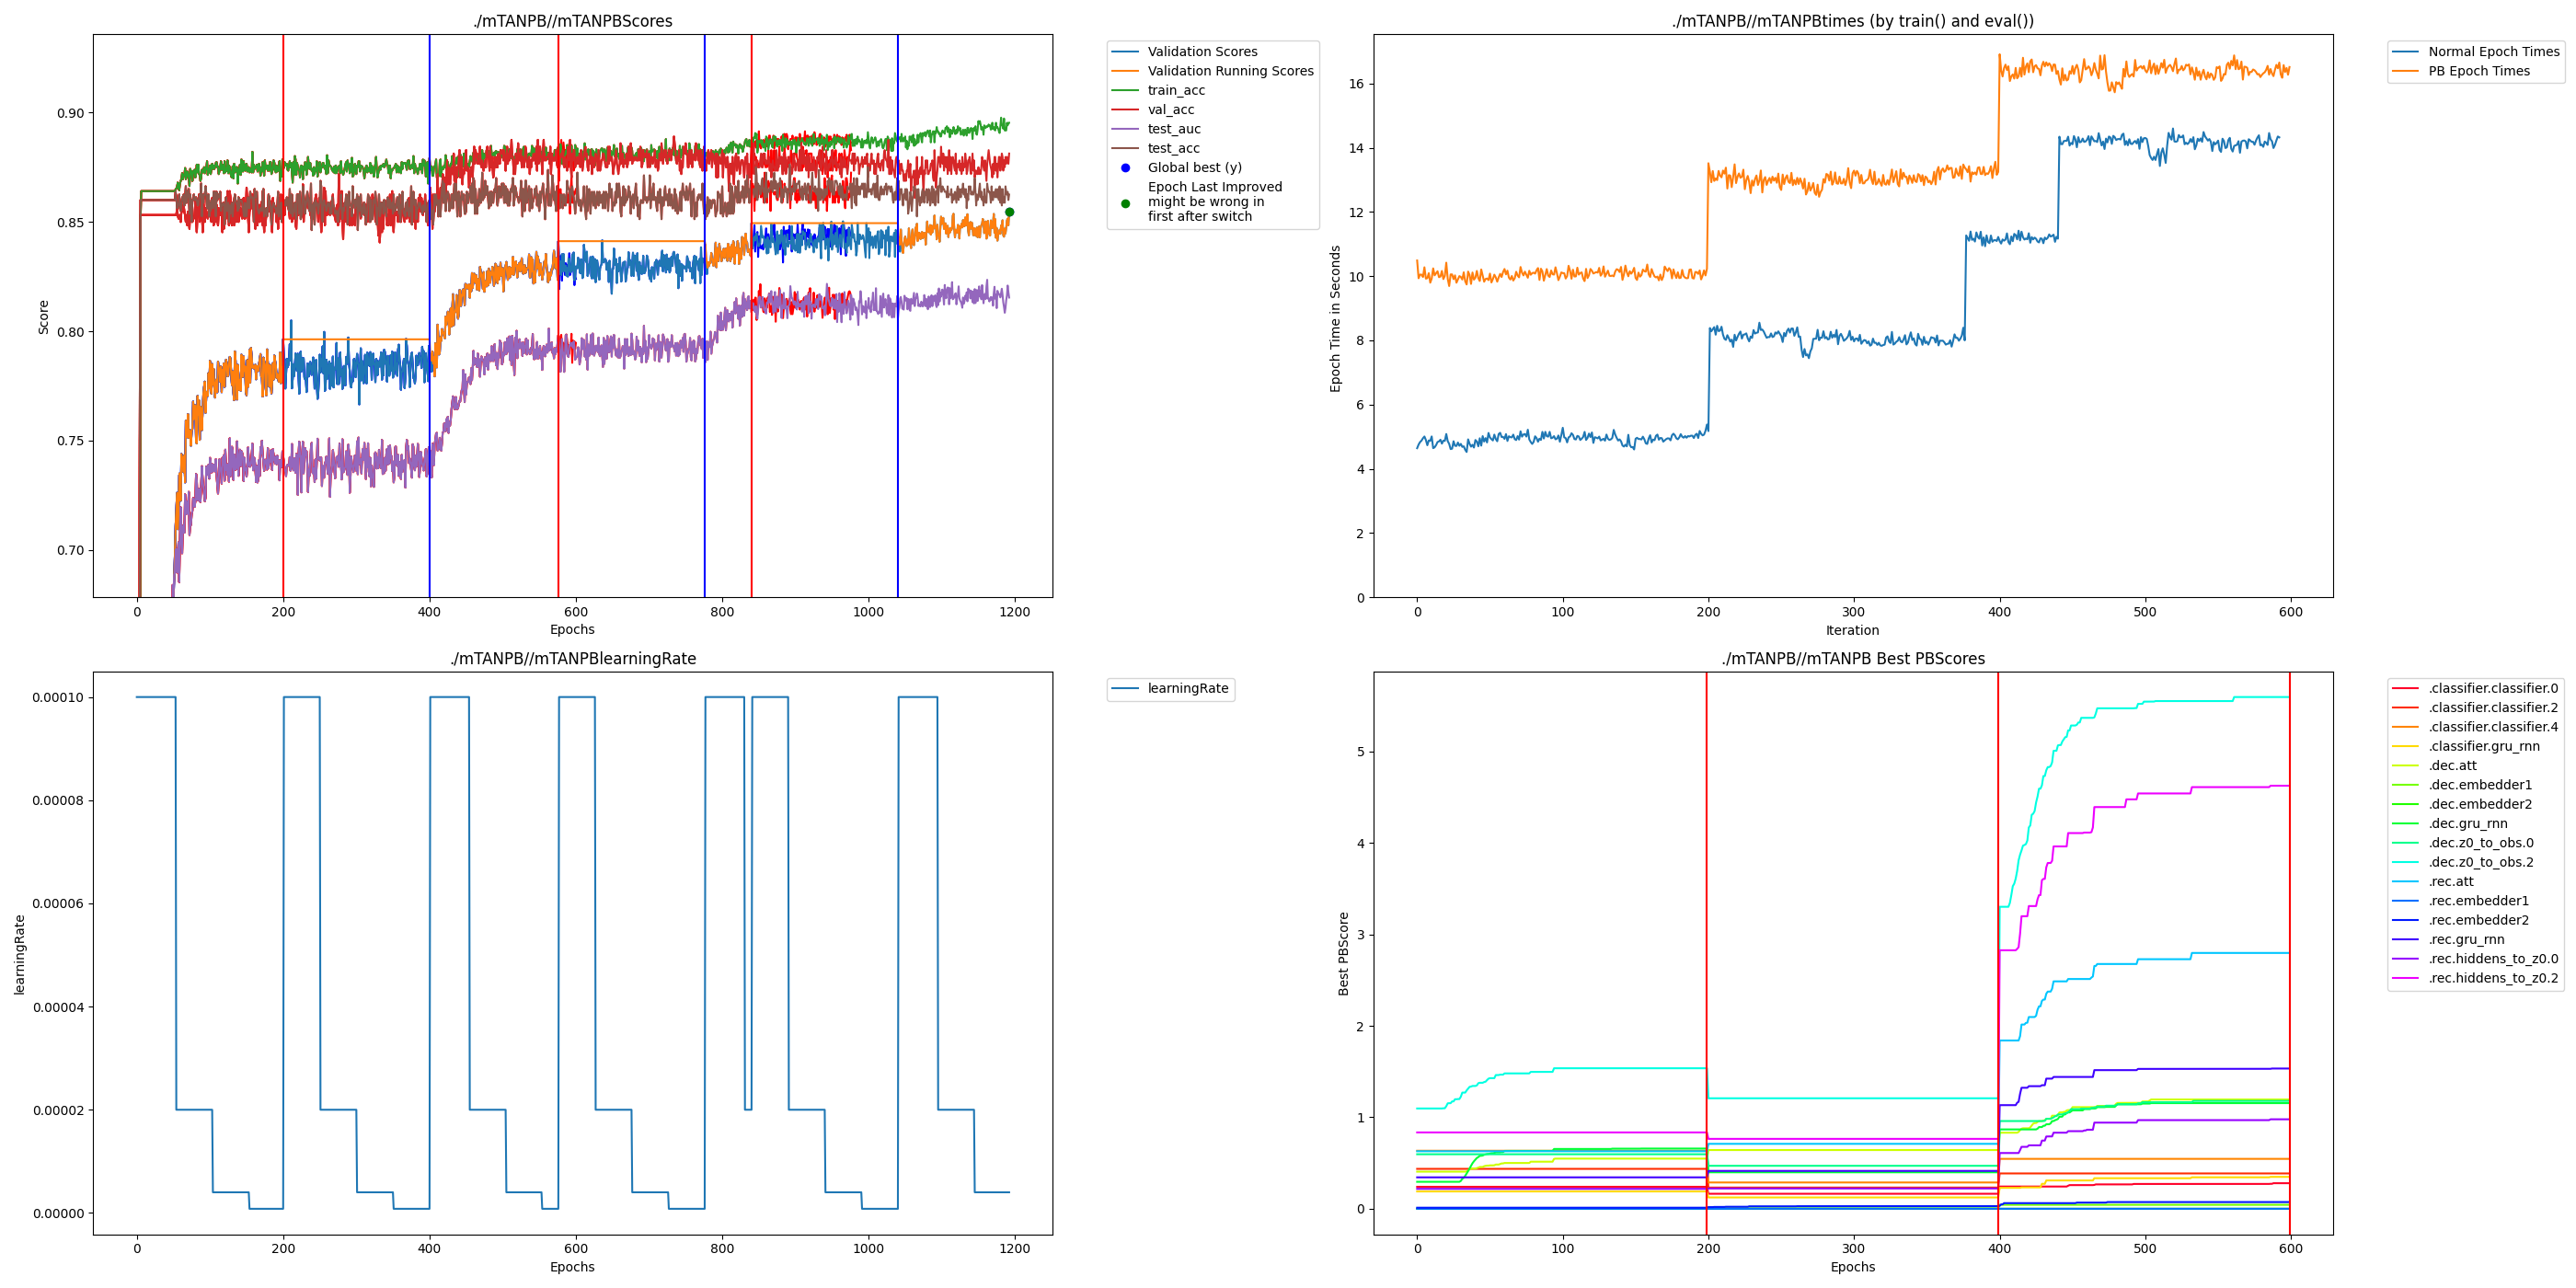 ./mTANPB//mTANPBScores
0.90
0.85
0.80
0.75
0.70
Score
0
200
400
600
800
1000
1200
Epochs
Validation Scores
Validation Running Scores
train_acc
val_acc
test_auc
test_acc
Global best (y)
Epoch Last Improved
might be wrong in
first after switch
./mTANPB//mTANPBtimes (by train() and eval())
16
14
12
10
8
6
4
2
0
Epoch Time in Seconds
0
100
200
300
400
500
600
Iteration
Normal Epoch Times
PB Epoch Times
./mTANPB//mTANPBlearningRate
0.00010
0.00008
0.00006
0.00004
0.00002
0.00000
learningRate
0
200
400
600
800
1000
1200
Epochs
learningRate
./mTANPB//mTANPB Best PBScores
5
4
3
2
1
0
Best PBScore
0
100
200
300
400
500
600
Epochs
.classifier.classifier.0
.classifier.classifier.2
.classifier.classifier.4
.classifier.gru_rnn
.dec.att
.dec.embedder1
.dec.embedder2
.dec.gru_rnn
.dec.z0_to_obs.0
.dec.z0_to_obs.2
.rec.att
.rec.embedder1
.rec.embedder2
.rec.gru_rnn
.rec.hiddens_to_z0.0
.rec.hiddens_to_z0.2